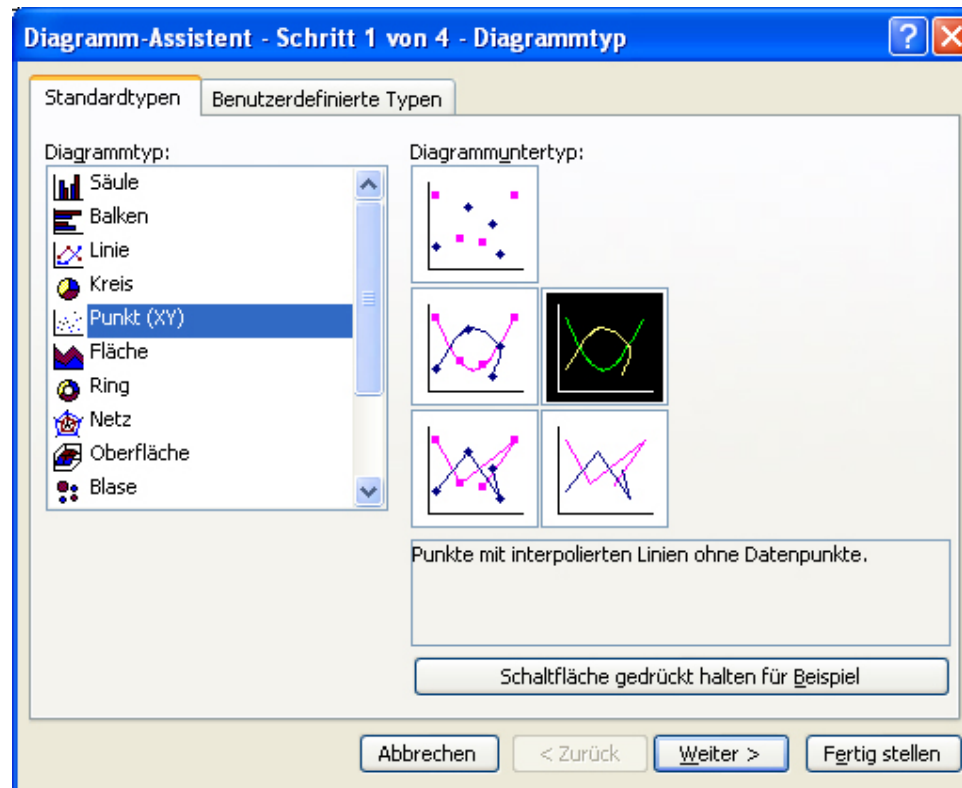 Diagramm-Assistent - Schritt 1 von 4 - Diagrammtyp
Standardtypen
Benutzerdefinierte Typen
Diagrammtyp:
Säule
Balken
Linie
Kreis
Punkt (XY)
Fläche
Ring
Netz
Oberfläche
Blase
Diagrammuntertyp:
Punkte mit interpolierten Linien ohne Datenpunkte.
Schaltfläche gedrückt halten für Beispiel
Abbrechen
< Zurück
Weiter >
Fertig stellen